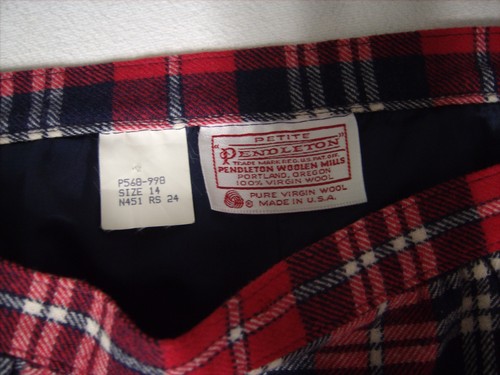 P568-998
SIZE 14
N451 RS 24
PETITE
"PENDLETON"
TRADE MARK REG. U.S. PAT. OFF.
PENDLETON WOOLEN MILLS
PORTLAND, OREGON
100% VIRGIN WOOL
PURE VIRGIN WOOL
® MADE IN U.S.A.